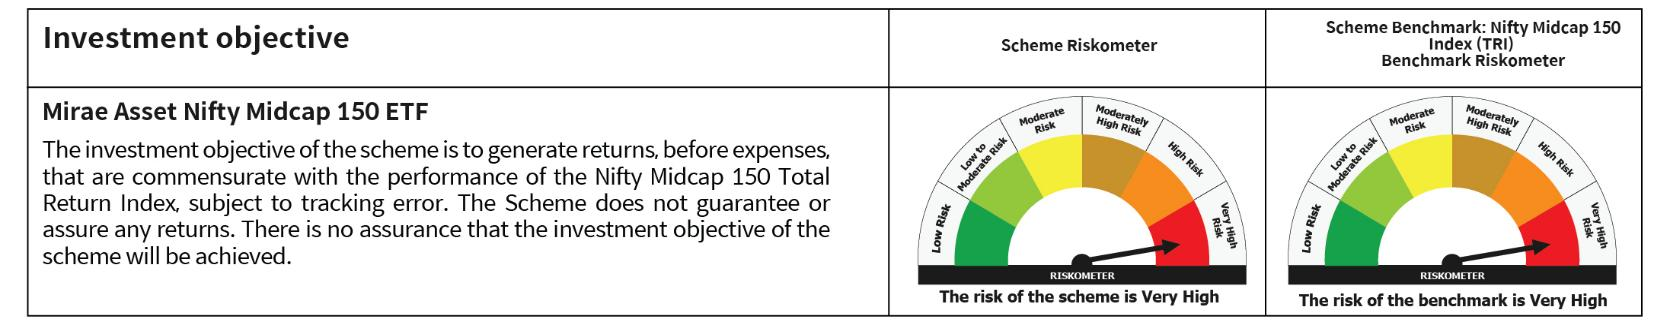 Investment objective
Scheme Riskometer
Scheme Benchmark: Nifty Midcap 150
Index (TRI)
Benchmark Riskometer
Mirae Asset Nifty Midcap 150 ETF
The investment objective of the scheme is to generate returns, before expenses,
that are commensurate with the performance of the Nifty Midcap 150 Total
Return Index, subject to tracking error. The Scheme does not guarantee or
assure any returns. There is no assurance that the investment objective of the
scheme will be achieved.
Low Risk
Low to
Moderate Risk
Moderate
Risk
Moderately
High Risk
High Risk
Very High
Risk
RISKOMETER
The risk of the scheme is Very High
Low Risk
Low to
Moderate Risk
Moderate
Risk
Moderately
High Risk
High Risk
Very High
Risk
RISKOMETER
The risk of the benchmark is Very High